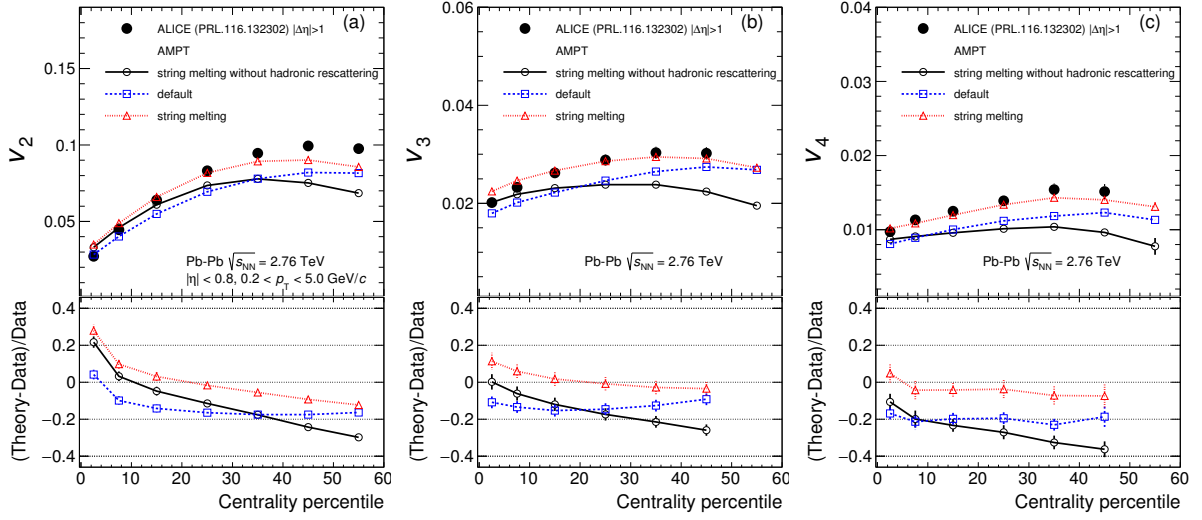 (a)
ALICE (PRL.116.132302) |Δη|>1
AMPT
string melting without hadronic rescattering
default
string melting
v2
0.15
0.1
0.05
Pb-Pb √sNN = 2.76 TeV
|η| < 0.8, 0.2 < pT < 5.0 GeV/c
(Theory-Data)/Data
0.4
0.2
0
−0.2
−0.4
0 10 20 30 40 50 60
Centrality percentile
(b)
ALICE (PRL.116.132302) |Δη|>1
AMPT
string melting without hadronic rescattering
default
string melting
v3
0.06
0.04
0.02
Pb-Pb √sNN = 2.76 TeV
(Theory-Data)/Data
0.4
0.2
0
−0.2
−0.4
0 10 20 30 40 50 60
Centrality percentile
(c)
ALICE (PRL.116.132302) |Δη|>1
AMPT
string melting without hadronic rescattering
default
string melting
v4
0.04
0.03
0.02
0.01
Pb-Pb √sNN = 2.76 TeV
(Theory-Data)/Data
0.4
0.2
0
−0.2
−0.4
0 10 20 30 40 50 60
Centrality percentile